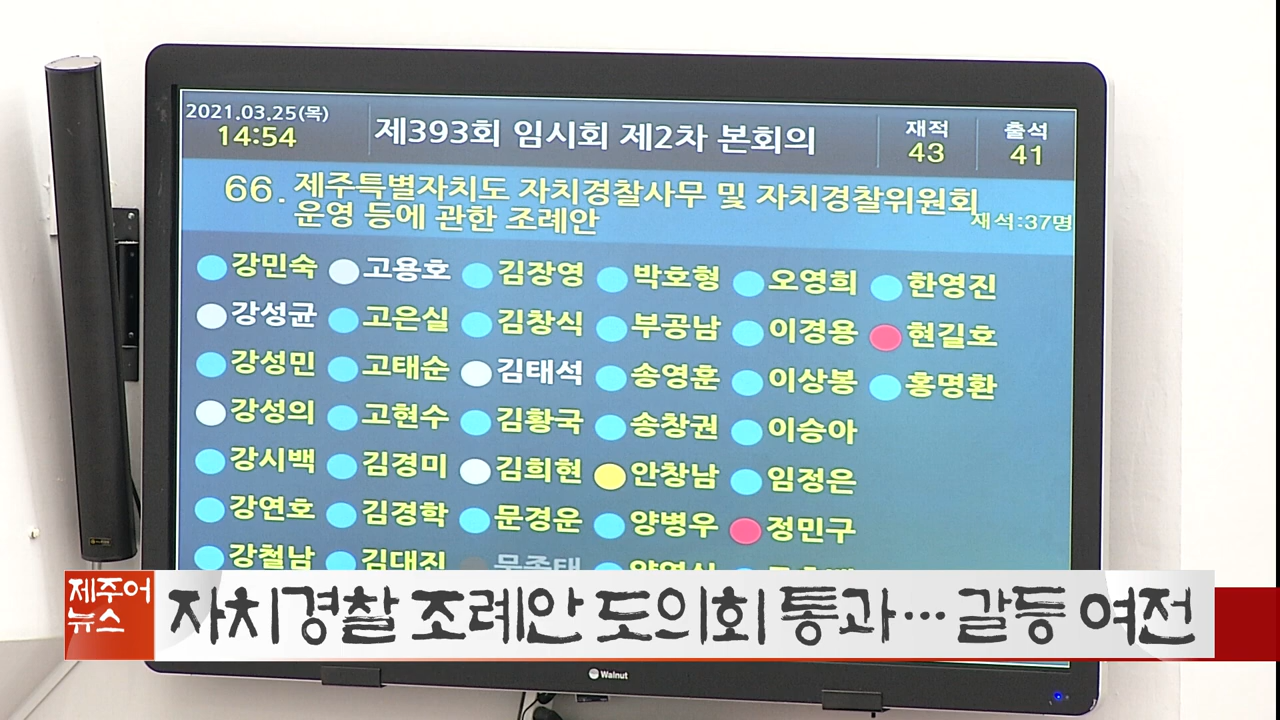 2021.03.25(목)
14:54
제393회 임시회 제2차 본회의
재적
43
출석
41
66. 제주특별자치도 자치경찰사무 및 자치경찰위원회
운영 등에 관한 조례안
재석:37명
강민숙 고용호 김장영 박호형 오영희 한영진
강성균 고은실 김창식 부공남 이경용 현길호
강성민 고태순 김태석 송영훈 이상봉 홍명환
강성의 고현수 김황국 송창권 이승아
강시백 김경미 김희현 안창남 임정은
강연호 김경학 문경운 양병우 정민구
강철남 김대진
제주어
뉴스
자치경찰 조례안 도의회 통과… 갈등 여전
Walnut